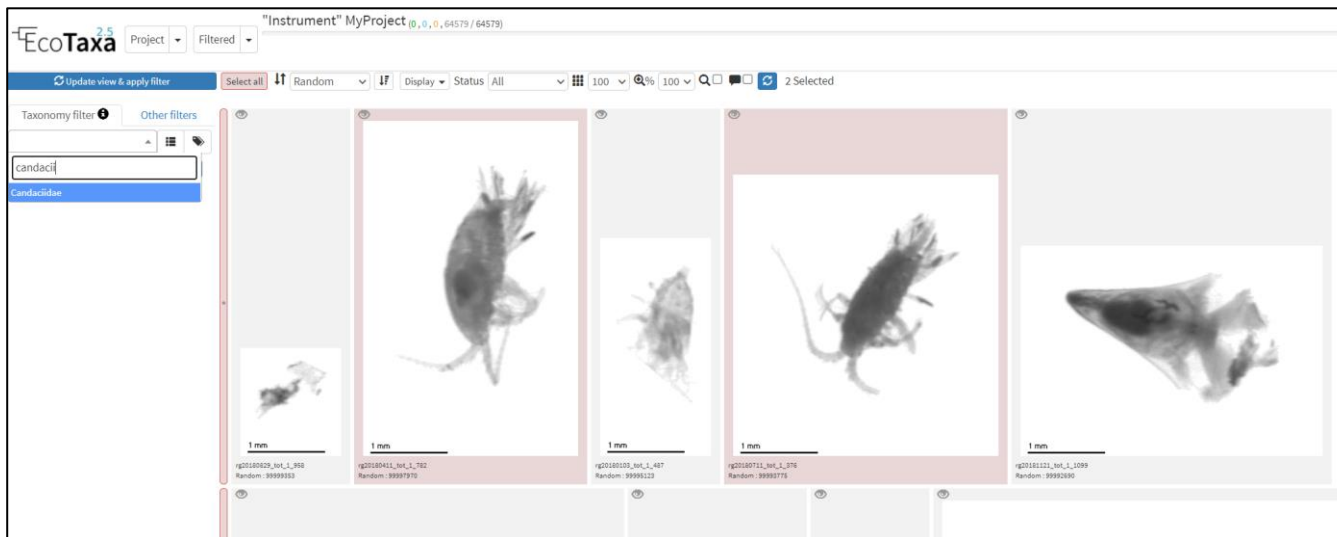 "Instrument" MyProject (0, 0, 0, 64579 / 64579)
EcoTaxa 2.5 Project Filtered
Update view & apply filter Select all Random Display Status All 100 % 100 2 Selected
Taxonomy filter Other filters
candacii
Candaciidae
1 mm 1 mm 1 mm 1 mm 1 mm
rg20180829_tot_1_958 rg20180411_tot_1_782 rg20180103_tot_1_487 rg20180711_tot_1_376 rg20181121_tot_1_1099
Random : 99999353 Random : 99997970 Random : 99995123 Random : 99993775 Random : 99992690